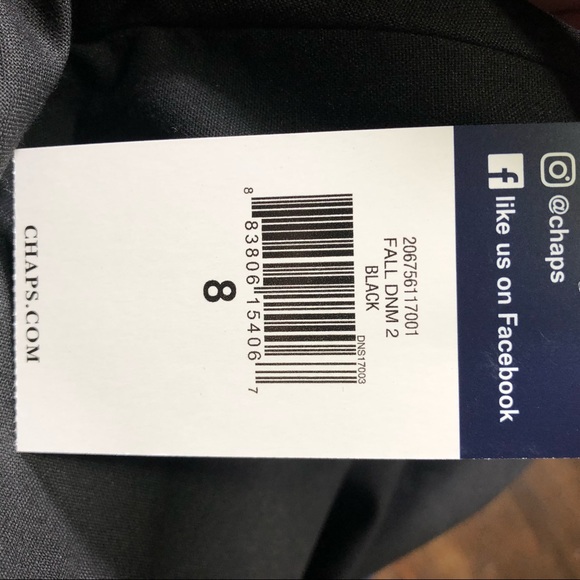 @chaps
f like us on Facebook
206756117001
FALL DNM 2
BLACK
DNS17003
8 83806 15406 7
8
CHAPS.COM